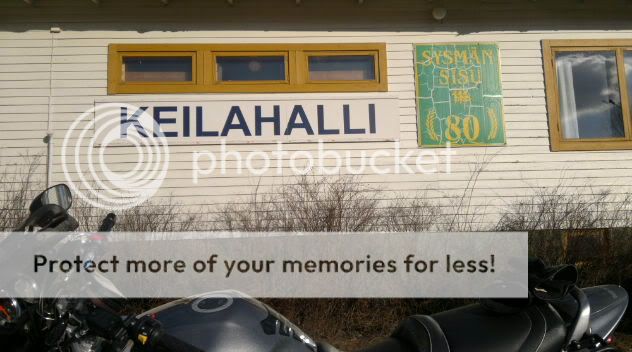 SYSMÄN
SISU
80
KEILAHALLI
photobucket
Protect more of your memories for less!